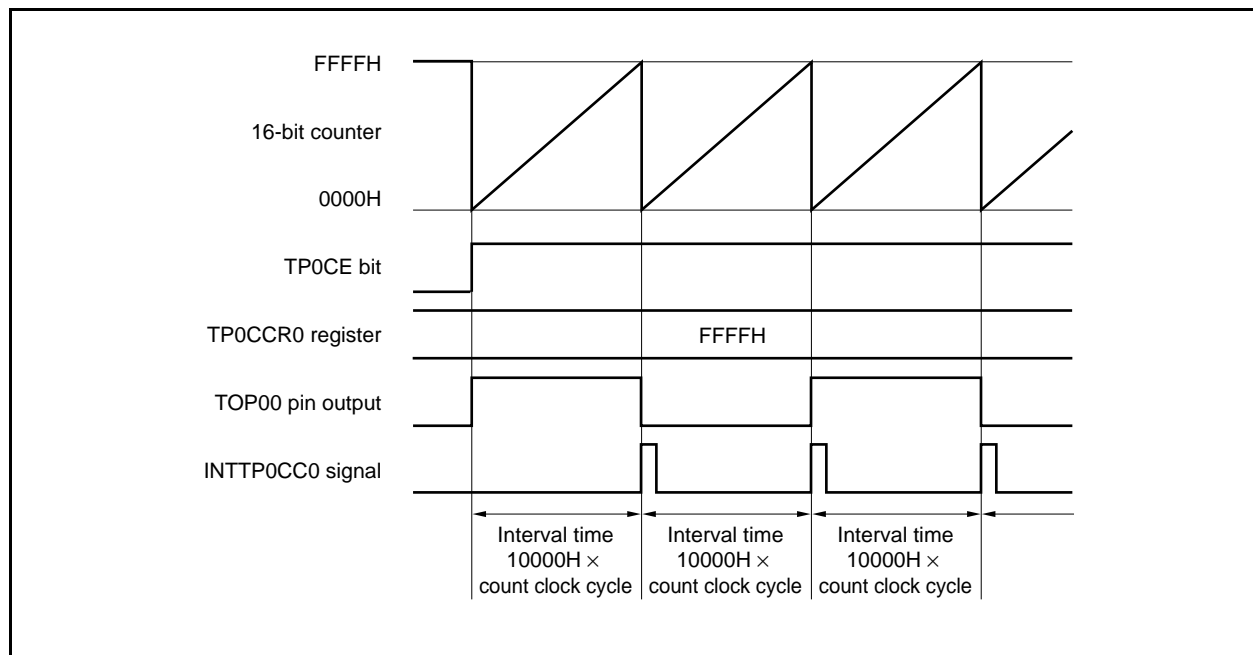 FFFFH
16-bit counter
0000H
TP0CE bit
TP0CCR0 register
FFFFH
TOP00 pin output
INTTP0CC0 signal
Interval time
10000H ×
count clock cycle
Interval time
10000H ×
count clock cycle
Interval time
10000H ×
count clock cycle